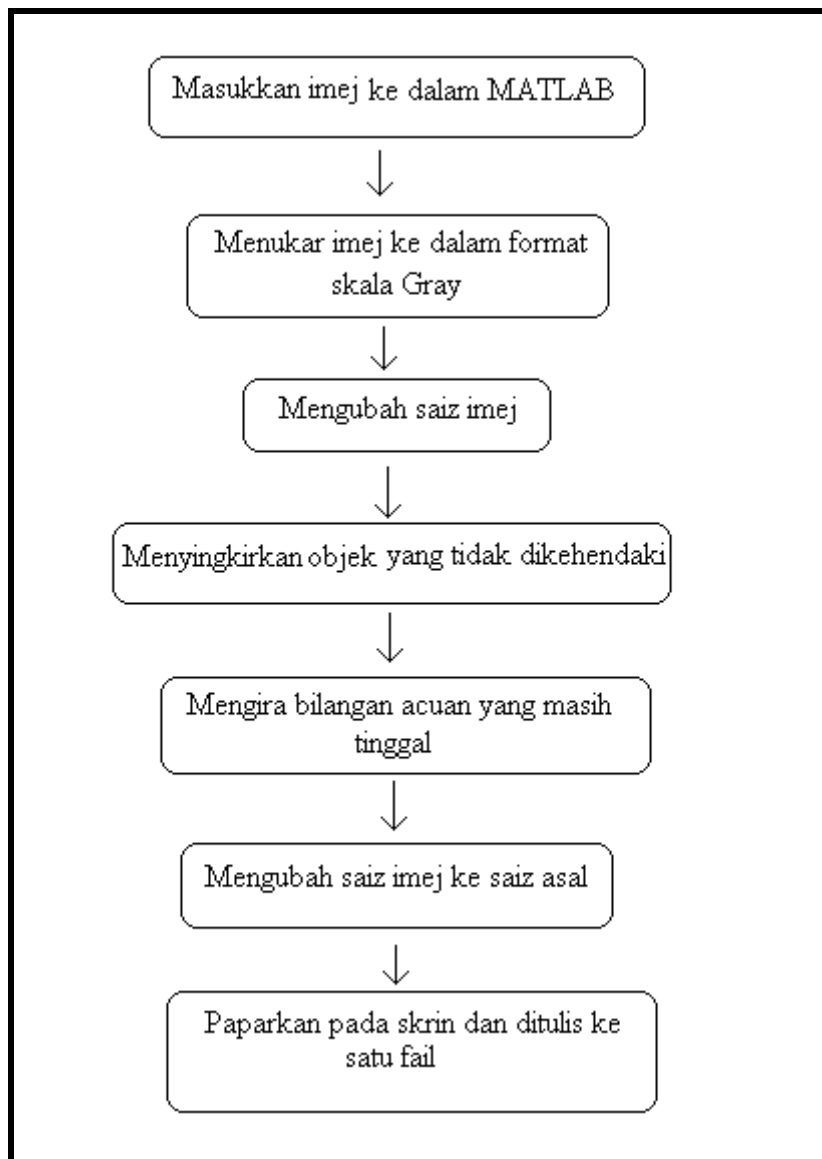 Masukkan imej ke dalam MATLAB
Menukar imej ke dalam format
skala Gray
Mengubah saiz imej
Menyingkirkan objek yang tidak dikehendaki
Mengira bilangan acuan yang masih
tinggal
Mengubah saiz imej ke saiz asal
Paparkan pada skrin dan ditulis ke
satu fail